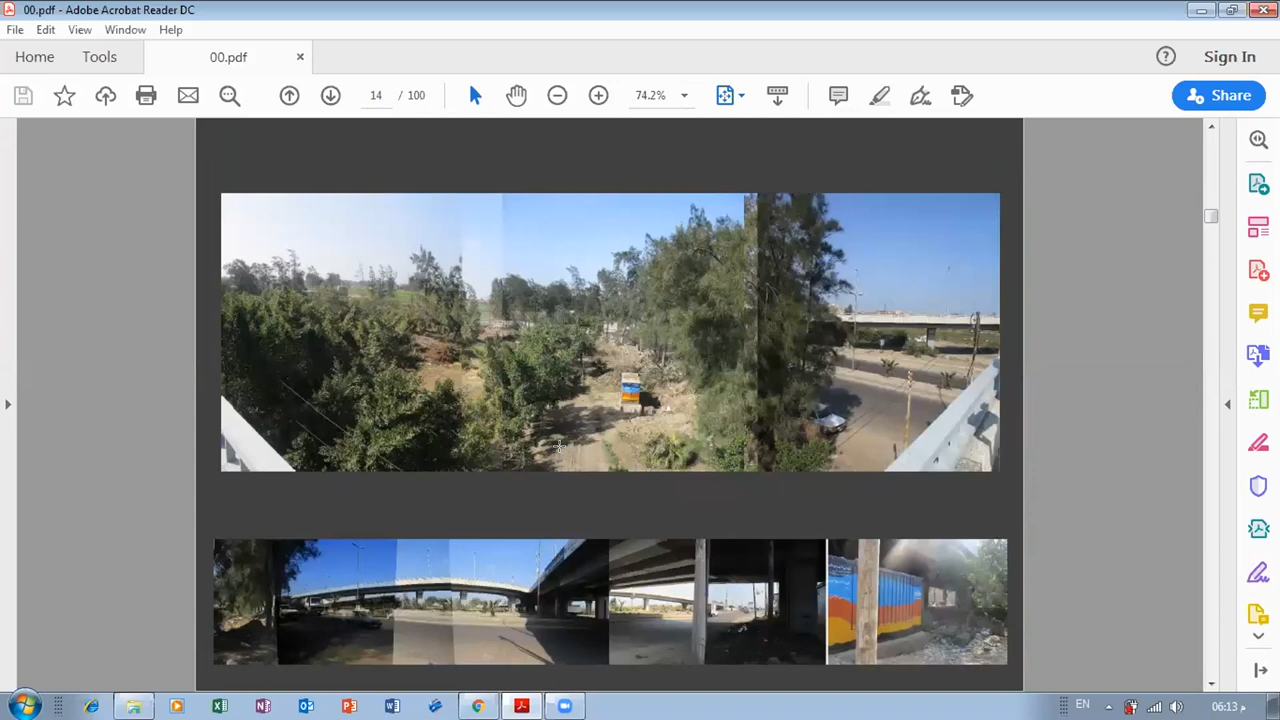 00.pdf - Adobe Acrobat Reader DC
File Edit View Window Help
Home Tools 00.pdf Sign In
14 / 100 74.2% Share
EN 06:13 م